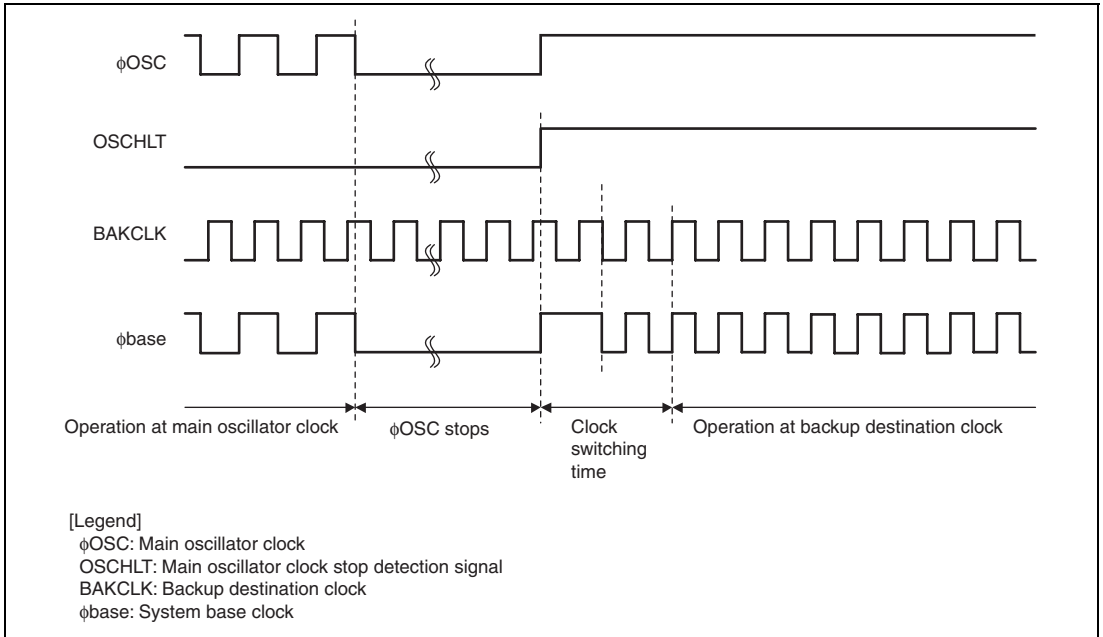 ϕOSC
OSCHLT
BAKCLK
ϕbase
Operation at main oscillator clock
ϕOSC stops
Clock
switching
time
Operation at backup destination clock
[Legend]
ϕOSC: Main oscillator clock
OSCHLT: Main oscillator clock stop detection signal
BAKCLK: Backup destination clock
ϕbase: System base clock